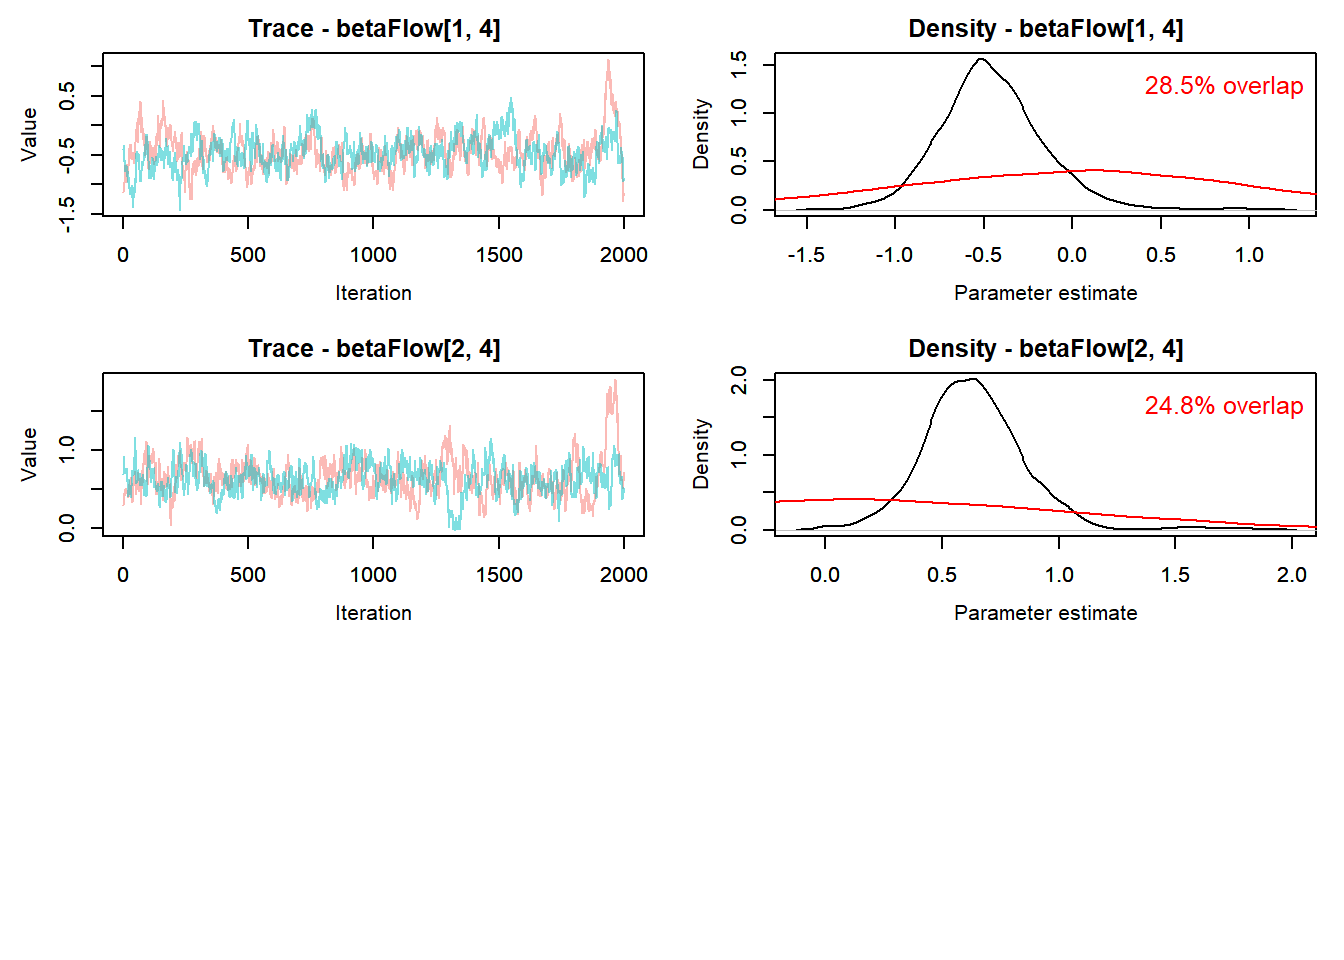 Trace - betaFlow[1, 4]
Value
0.5
-0.5
-1.5
0 500 1000 1500 2000
Iteration
Density - betaFlow[1, 4]
28.5% overlap
Density
1.5
1.0
0.5
0.0
-1.5 -1.0 -0.5 0.0 0.5 1.0
Parameter estimate
Trace - betaFlow[2, 4]
Value
1.0
0.0
0 500 1000 1500 2000
Iteration
Density - betaFlow[2, 4]
24.8% overlap
Density
2.0
1.0
0.0
0.0 0.5 1.0 1.5 2.0
Parameter estimate